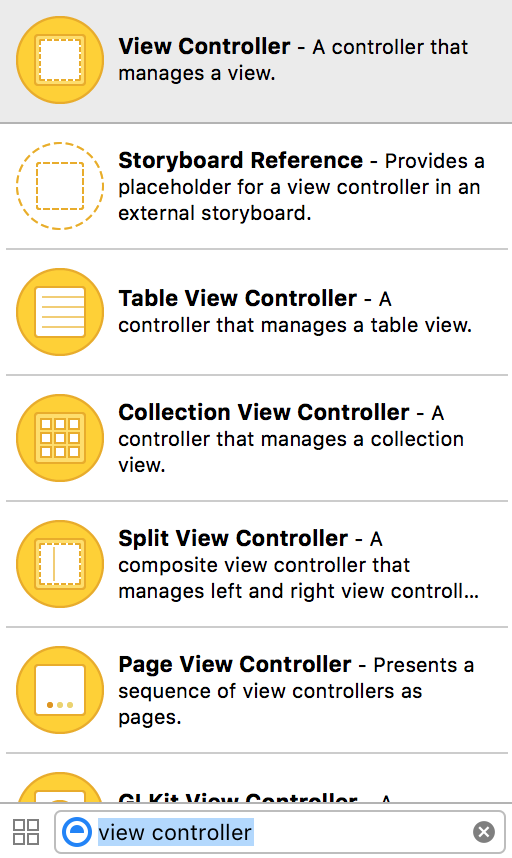 View Controller - A controller that
manages a view.
Storyboard Reference - Provides a
placeholder for a view controller in an
external storyboard.
Table View Controller - A
controller that manages a table view.
Collection View Controller - A
controller that manages a collection
view.
Split View Controller - A
composite view controller that
manages left and right view controll...
Page View Controller - Presents a
sequence of view controllers as
pages.
GLKit View Controller - A
view controller